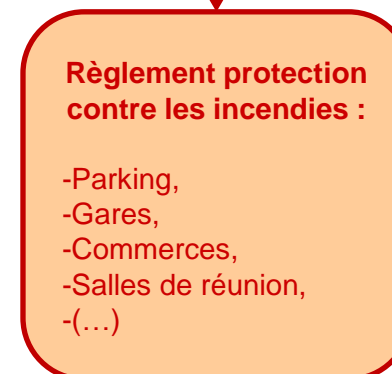 Règlement protection
contre les incendies :
-Parking,
-Gares,
-Commerces,
-Salles de réunion,
-(…)